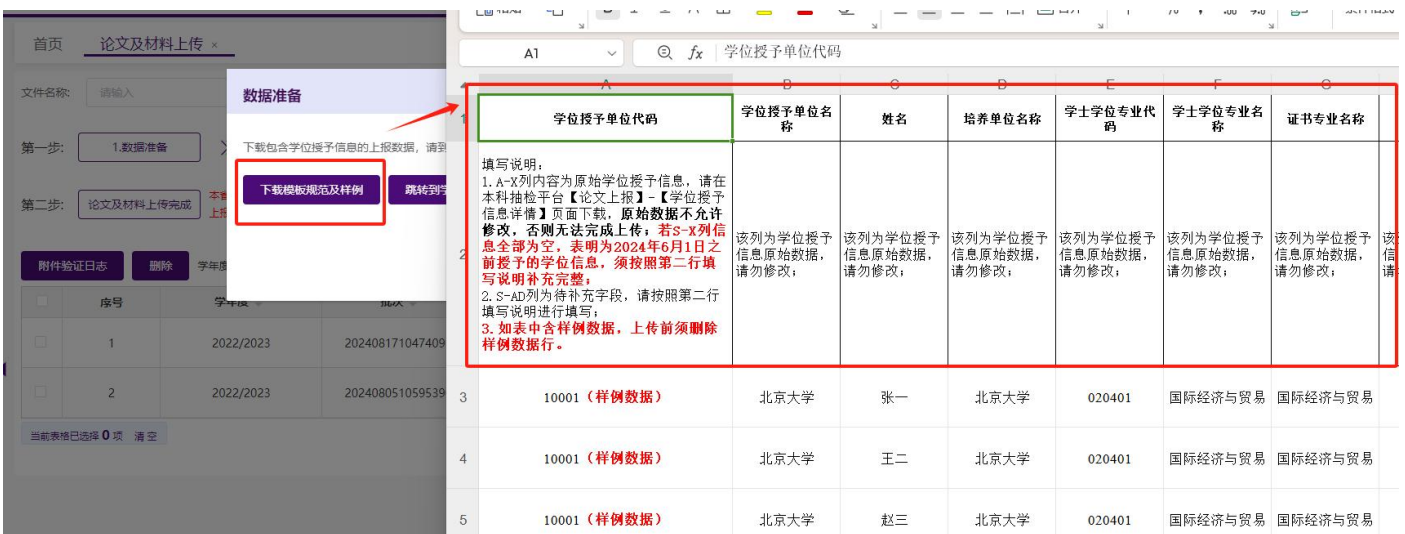 首页 论文及材料上传 ×
文件名称: 请输入
第一步: 1.数据准备
第二步: 论文及材料上传完成
附件验证日志 删除 学年度
序号 学年度 批次
1 2022/2023 202408171047409
2 2022/2023 202408051059539
当前表格已选择 0 项 清空
数据准备
下载包含学位授予信息的上报数据，请到
下载模板规范及样例 跳转到学
A1 fx 学位授予单位代码
A B C D E F G
1 学位授予单位代码 学位授予单位名称 姓名 培养单位名称 学士学位专业代码 学士学位专业名称 证书专业名称
2
填写说明:
1.A-X列内容为原始学位授予信息，请在
本科抽检平台【论文上报】-【学位授予
信息详情】页面下载，原始数据不允许
修改，否则无法完成上传；若S-X列信
息全部为空，表明为2024年6月1日之
前授予的学位信息，须按照第二行填
写说明补充完整；
2.S-AD列为待补充字段，请按照第二行
填写说明进行填写；
3.如表中含样例数据，上传前须删除
样例数据行。
该列为学位授予 该列为学位授予 该列为学位授予 该列为学位授予 该列为学位授予 该列为学位授予
信息原始数据， 信息原始数据， 信息原始数据， 信息原始数据， 信息原始数据， 信息原始数据，
请勿修改； 请勿修改； 请勿修改； 请勿修改； 请勿修改； 请勿修改；
3 10001（样例数据） 北京大学 张一 北京大学 020401 国际经济与贸易 国际经济与贸易
4 10001（样例数据） 北京大学 王二 北京大学 020401 国际经济与贸易 国际经济与贸易
5 10001（样例数据） 北京大学 赵三 北京大学 020401 国际经济与贸易 国际经济与贸易